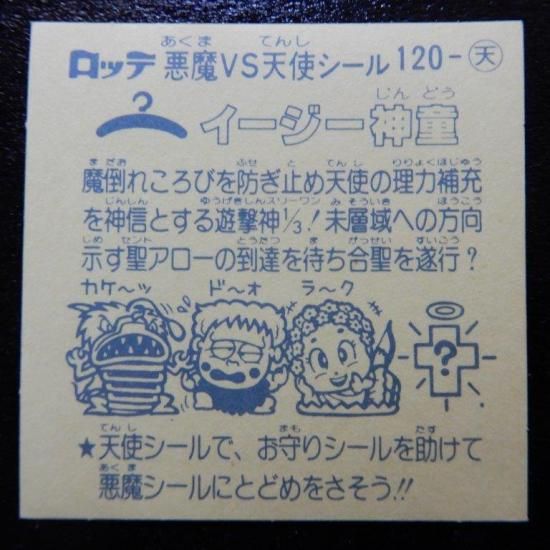 ロッテ 悪魔VS天使シール 120-天
イージー神童
魔倒れころびを防ぎ止め天使の理力補充
を神信とする遊撃神1/3! 未層域への方向
示す聖アローの到達を待ち合聖を遂行?
カケ〜ッ ド〜ォ ラ〜ク
?
★天使シールで、お守りシールを助けて
悪魔シールにとどめをさそう!!